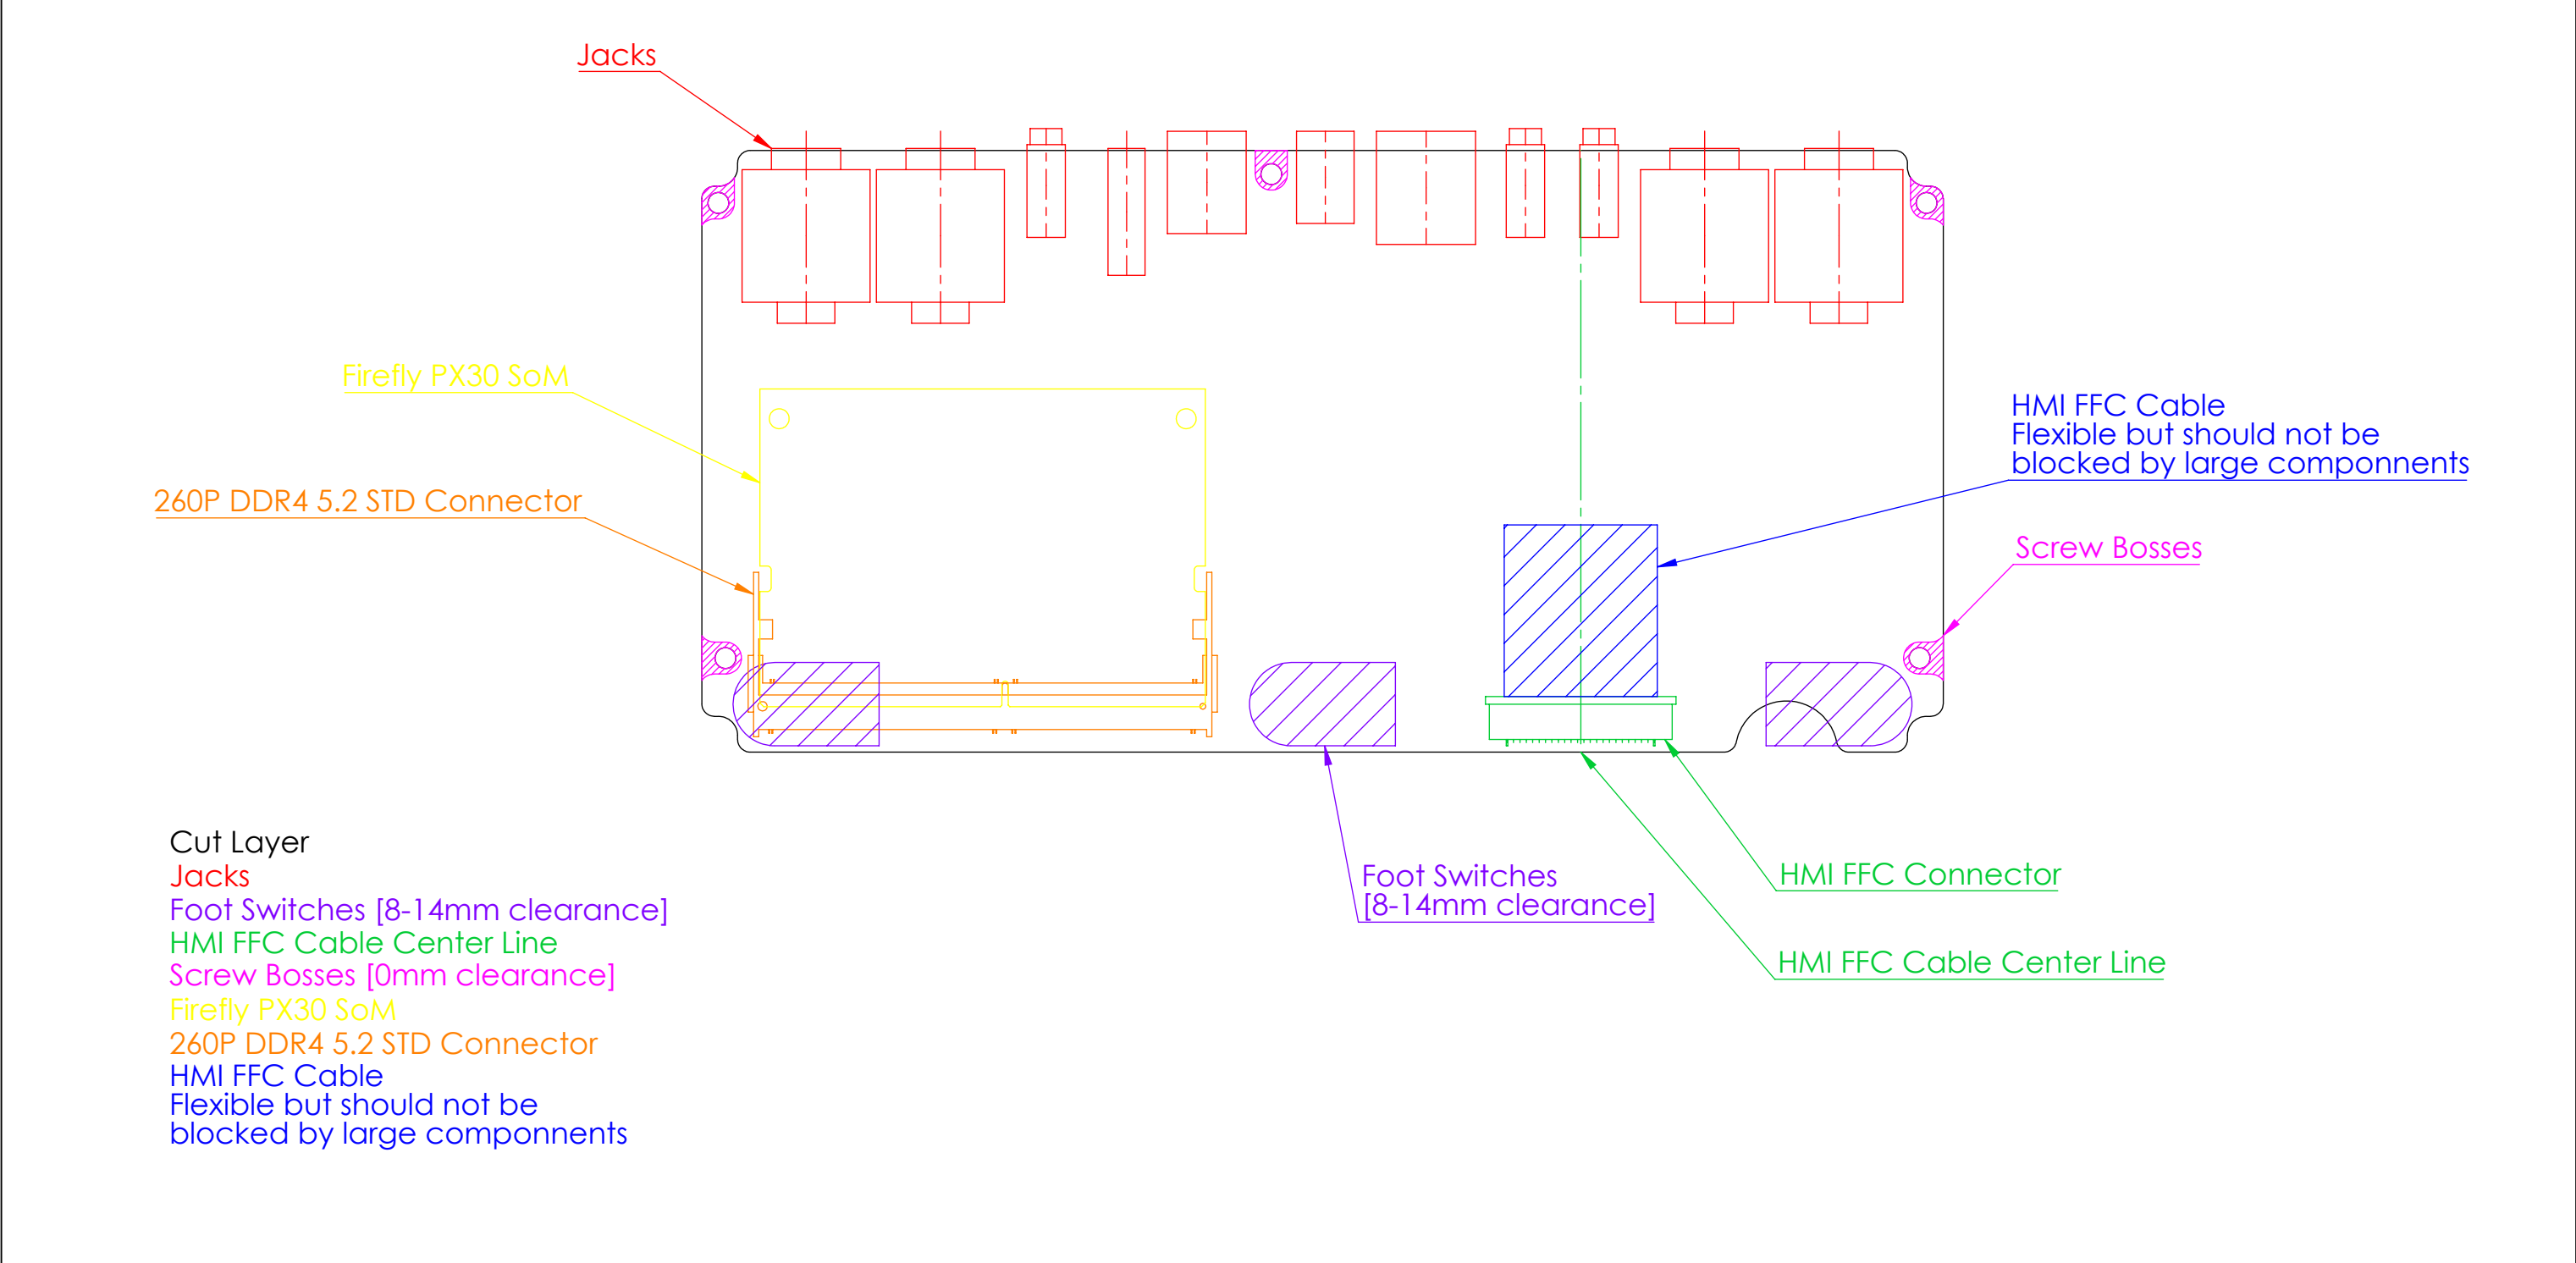 Jacks
Firefly PX30 SoM
260P DDR4 5.2 STD Connector
HMI FFC Cable
Flexible but should not be
blocked by large componnents
Screw Bosses
Foot Switches
[8-14mm clearance]
HMI FFC Connector
HMI FFC Cable Center Line
Cut Layer
Jacks
Foot Switches [8-14mm clearance]
HMI FFC Cable Center Line
Screw Bosses [0mm clearance]
Firefly PX30 SoM
260P DDR4 5.2 STD Connector
HMI FFC Cable
Flexible but should not be
blocked by large componnents